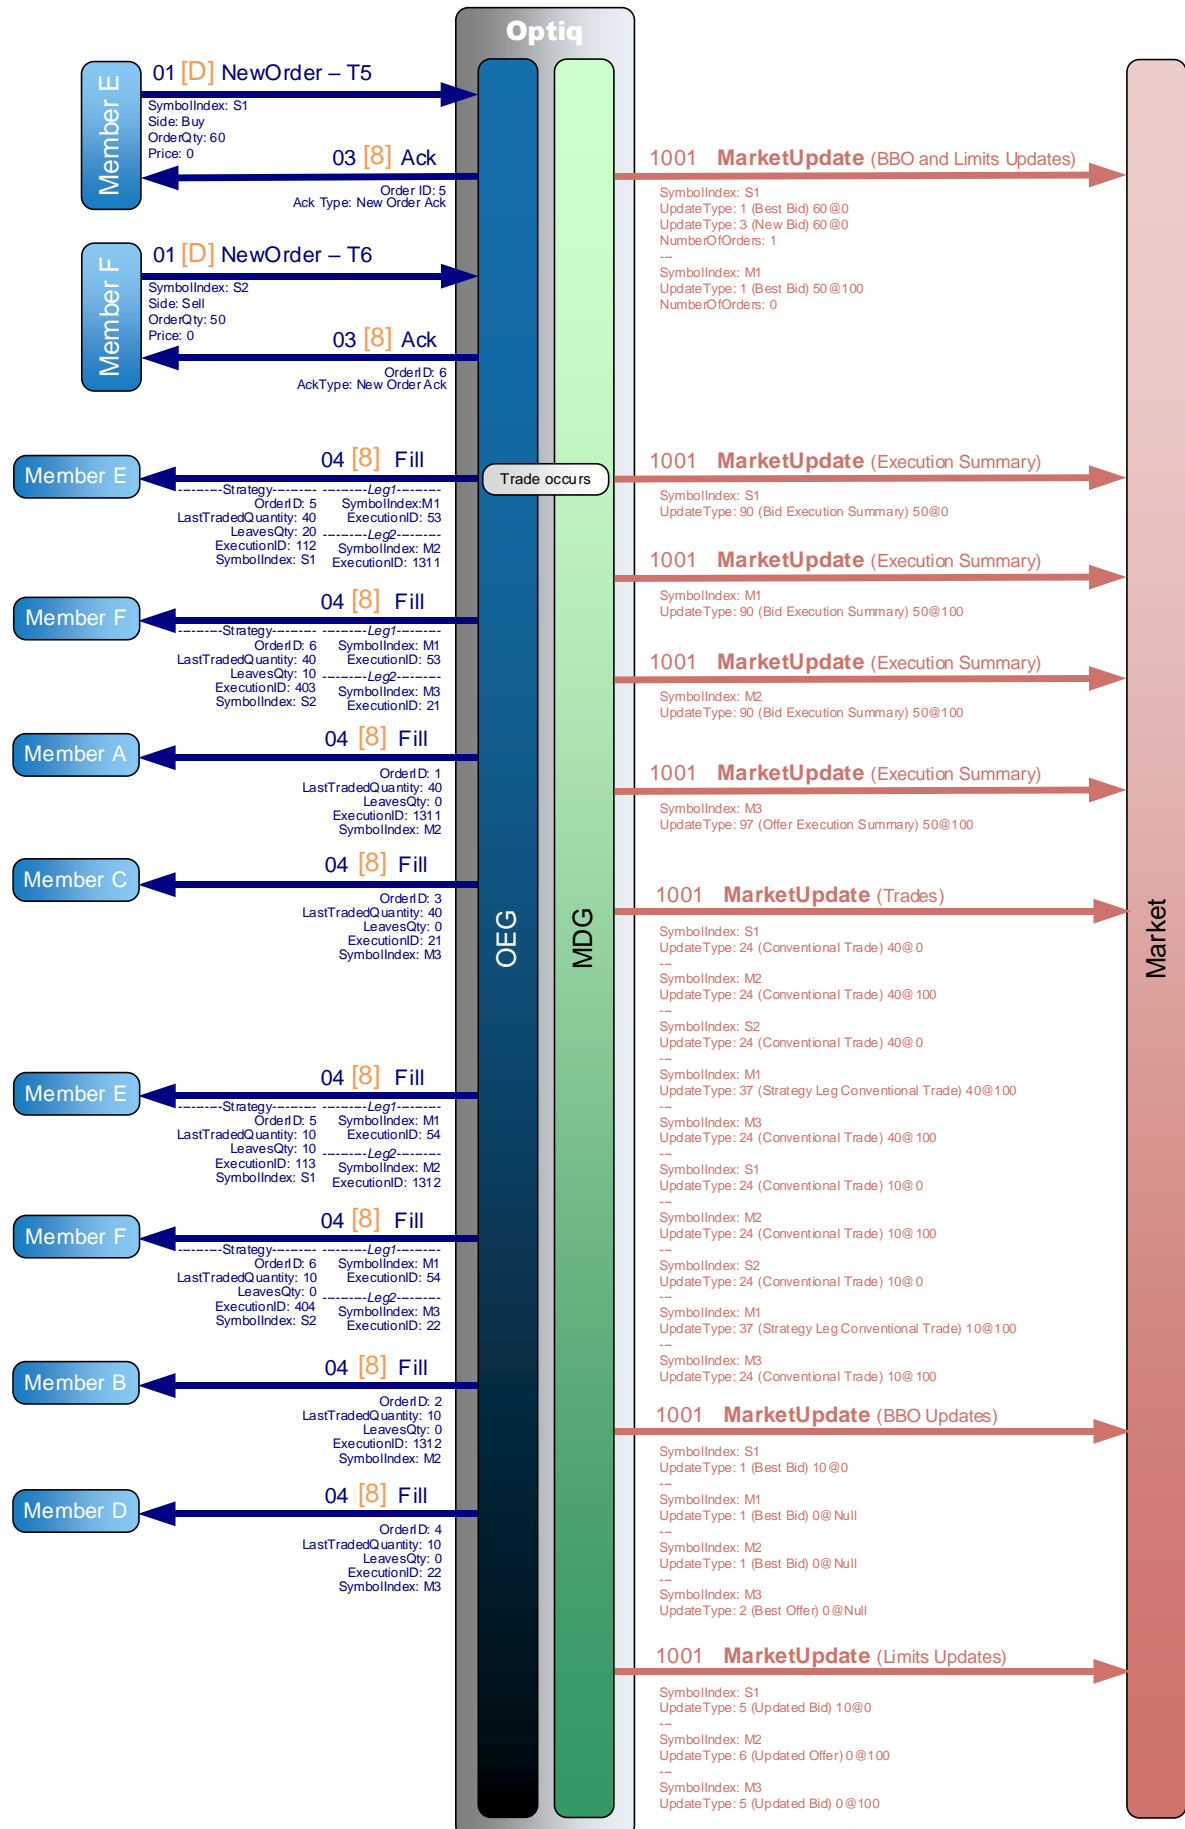 Optiq
Member E
01 [D] NewOrder – T5
SymbolIndex: S1
Side: Buy
OrderQty: 60
Price: 0
03 [8] Ack
Order ID: 5
Ack Type: New Order Ack
1001 MarketUpdate (BBO and Limits Updates)
SymbolIndex: S1
UpdateType: 1 (Best Bid) 60@0
UpdateType: 3 (New Bid) 60@0
NumberOfOrders: 1
---
SymbolIndex: M1
UpdateType: 1 (Best Bid) 50@100
NumberOfOrders: 0
Member F
01 [D] NewOrder – T6
SymbolIndex: S2
Side: Sell
OrderQty: 50
Price: 0
03 [8] Ack
OrderID: 6
AckType: New Order Ack
OEG
MDG
Market
Trade occurs
Member E
04 [8] Fill
----------Strategy---------
OrderID: 5
LastTradedQuantity: 40
LeavesQty: 20
ExecutionID: 112
SymbolIndex: S1
---------Leg1---------
SymbolIndex:M1
ExecutionID: 53
---------Leg2---------
SymbolIndex: M2
ExecutionID: 1311
Member F
04 [8] Fill
----------Strategy---------
OrderID: 6
LastTradedQuantity: 40
LeavesQty: 10
ExecutionID: 403
SymbolIndex: S2
---------Leg1---------
SymbolIndex: M1
ExecutionID: 53
---------Leg2---------
SymbolIndex: M3
ExecutionID: 21
Member A
04 [8] Fill
OrderID: 1
LastTradedQuantity: 40
LeavesQty: 0
ExecutionID: 1311
SymbolIndex: M2
Member C
04 [8] Fill
OrderID: 3
LastTradedQuantity: 40
LeavesQty: 0
ExecutionID: 21
SymbolIndex: M3
Member E
04 [8] Fill
----------Strategy---------
OrderID: 5
LastTradedQuantity: 10
LeavesQty: 10
ExecutionID: 113
SymbolIndex: S1
---------Leg1---------
SymbolIndex: M1
ExecutionID: 54
---------Leg2---------
SymbolIndex: M2
ExecutionID: 1312
Member F
04 [8] Fill
----------Strategy---------
OrderID: 6
LastTradedQuantity: 10
LeavesQty: 0
ExecutionID: 404
SymbolIndex: S2
---------Leg1---------
SymbolIndex: M1
ExecutionID: 54
---------Leg2---------
SymbolIndex: M3
ExecutionID: 22
Member B
04 [8] Fill
OrderID: 2
LastTradedQuantity: 10
LeavesQty: 0
ExecutionID: 1312
SymbolIndex: M2
Member D
04 [8] Fill
OrderID: 4
LastTradedQuantity: 10
LeavesQty: 0
ExecutionID: 22
SymbolIndex: M3
1001 MarketUpdate (Execution Summary)
SymbolIndex: S1
UpdateType: 90 (Bid Execution Summary) 50@0
1001 MarketUpdate (Execution Summary)
SymbolIndex: M1
UpdateType: 90 (Bid Execution Summary) 50@100
1001 MarketUpdate (Execution Summary)
SymbolIndex: M2
UpdateType: 90 (Bid Execution Summary) 50@100
1001 MarketUpdate (Execution Summary)
SymbolIndex: M3
UpdateType: 97 (Offer Execution Summary) 50@100
1001 MarketUpdate (Trades)
SymbolIndex: S1
UpdateType: 24 (Conventional Trade) 40@0
---
SymbolIndex: M2
UpdateType: 24 (Conventional Trade) 40@100
---
SymbolIndex: S2
UpdateType: 24 (Conventional Trade) 40@0
---
SymbolIndex: M1
UpdateType: 37 (Strategy Leg Conventional Trade) 40@100
---
SymbolIndex: M3
UpdateType: 24 (Conventional Trade) 40@100
---
SymbolIndex: S1
UpdateType: 24 (Conventional Trade) 10@0
---
SymbolIndex: M2
UpdateType: 24 (Conventional Trade) 10@100
---
SymbolIndex: S2
UpdateType: 24 (Conventional Trade) 10@0
---
SymbolIndex: M1
UpdateType: 37 (Strategy Leg Conventional Trade) 10@100
---
SymbolIndex: M3
UpdateType: 24 (Conventional Trade) 10@100
1001 MarketUpdate (BBO Updates)
SymbolIndex: S1
UpdateType: 1 (Best Bid) 10@0
---
SymbolIndex: M1
UpdateType: 1 (Best Bid) 0@Null
---
SymbolIndex: M2
UpdateType: 1 (Best Bid) 0@Null
---
SymbolIndex: M3
UpdateType: 2 (Best Offer) 0@Null
1001 MarketUpdate (Limits Updates)
SymbolIndex: S1
UpdateType: 5 (Updated Bid) 10@0
---
SymbolIndex: M2
UpdateType: 6 (Updated Offer) 0@100
---
SymbolIndex: M3
UpdateType: 5 (Updated Bid) 0@100